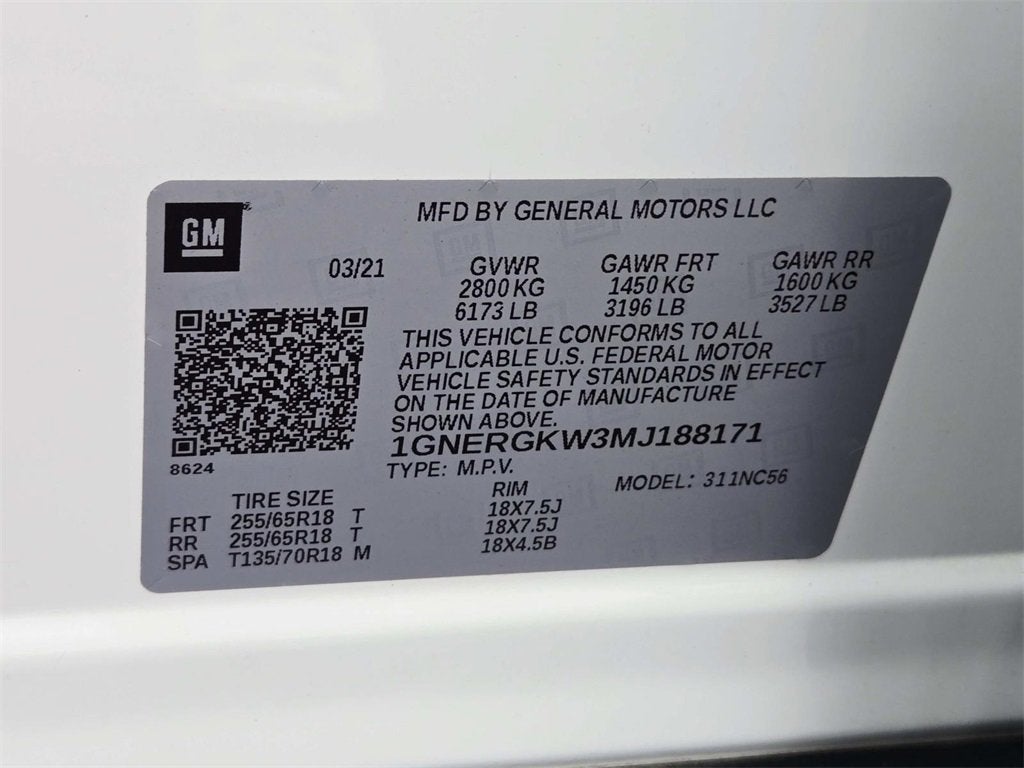 GM
MFD BY GENERAL MOTORS LLC
03/21 GVWR GAWR FRT GAWR RR
2800 KG 1450 KG 1600 KG
6173 LB 3196 LB 3527 LB
THIS VEHICLE CONFORMS TO ALL
APPLICABLE U.S. FEDERAL MOTOR
VEHICLE SAFETY STANDARDS IN EFFECT
ON THE DATE OF MANUFACTURE
SHOWN ABOVE.
1GNERGKW3MJ188171
8624
TYPE: M.P.V.
MODEL: 311NC56
TIRE SIZE RIM
FRT 255/65R18 T 18X7.5J
RR 255/65R18 T 18X7.5J
SPA T135/70R18 M 18X4.5B